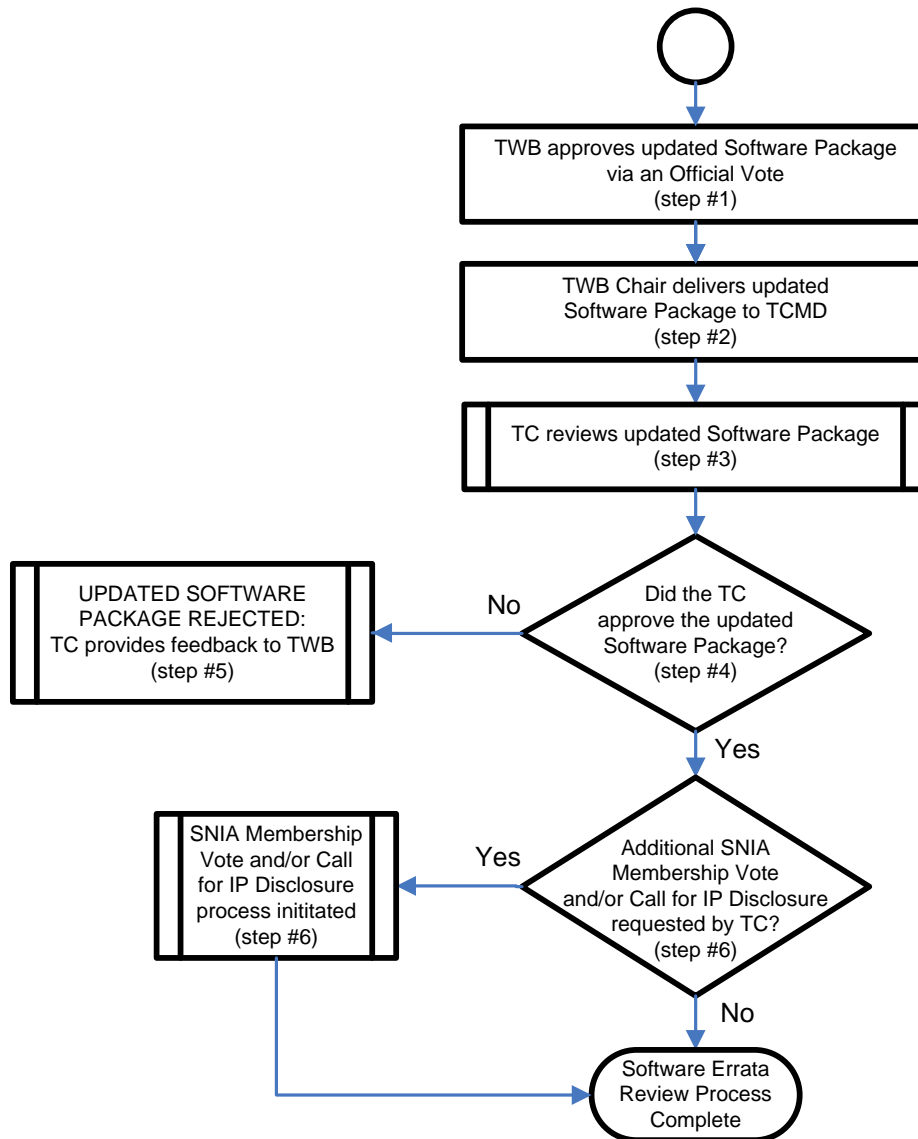 TWB approves updated Software Package
via an Official Vote
(step #1)
TWB Chair delivers updated
Software Package to TCMD
(step #2)
TC reviews updated Software Package
(step #3)
Did the TC
approve the updated
Software Package?
(step #4)
No
UPDATED SOFTWARE
PACKAGE REJECTED:
TC provides feedback to TWB
(step #5)
Yes
Additional SNIA
Membership Vote
and/or Call for IP Disclosure
requested by TC?
(step #6)
Yes
SNIA Membership
Vote and/or Call
for IP Disclosure
process inititated
(step #6)
No
Software Errata
Review Process
Complete